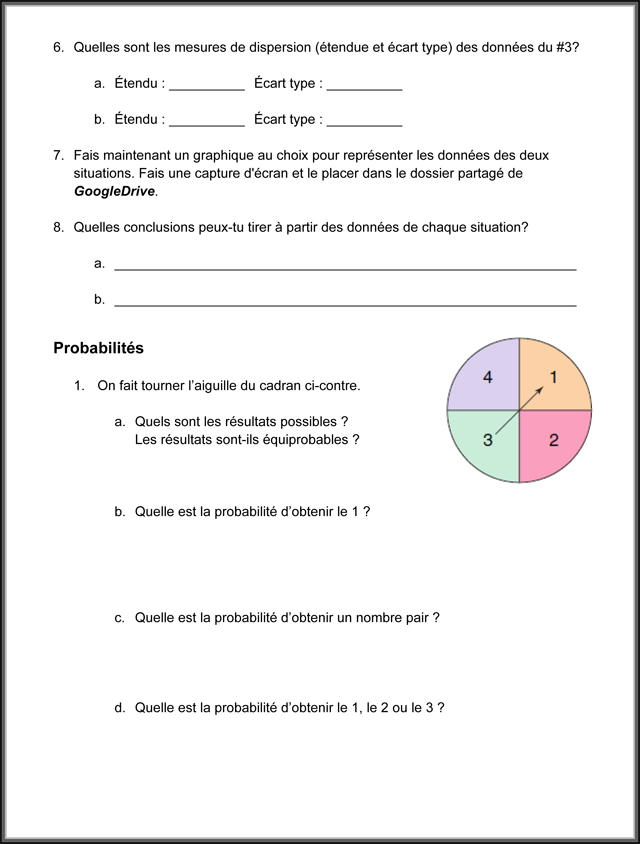 6. Quelles sont les mesures de dispersion (étendue et écart type) des données du #3?
a. Étendu : __________ Écart type : __________
b. Étendu : __________ Écart type : __________
7. Fais maintenant un graphique au choix pour représenter les données des deux
situations. Fais une capture d'écran et le placer dans le dossier partagé de
GoogleDrive.
8. Quelles conclusions peux-tu tirer à partir des données de chaque situation?
a. ______________________________________________________________
b. ______________________________________________________________
Probabilités
1. On fait tourner l’aiguille du cadran ci-contre.
a. Quels sont les résultats possibles ?
Les résultats sont-ils équiprobables ?
4 1
3 2
b. Quelle est la probabilité d’obtenir le 1 ?
c. Quelle est la probabilité d’obtenir un nombre pair ?
d. Quelle est la probabilité d’obtenir le 1, le 2 ou le 3 ?